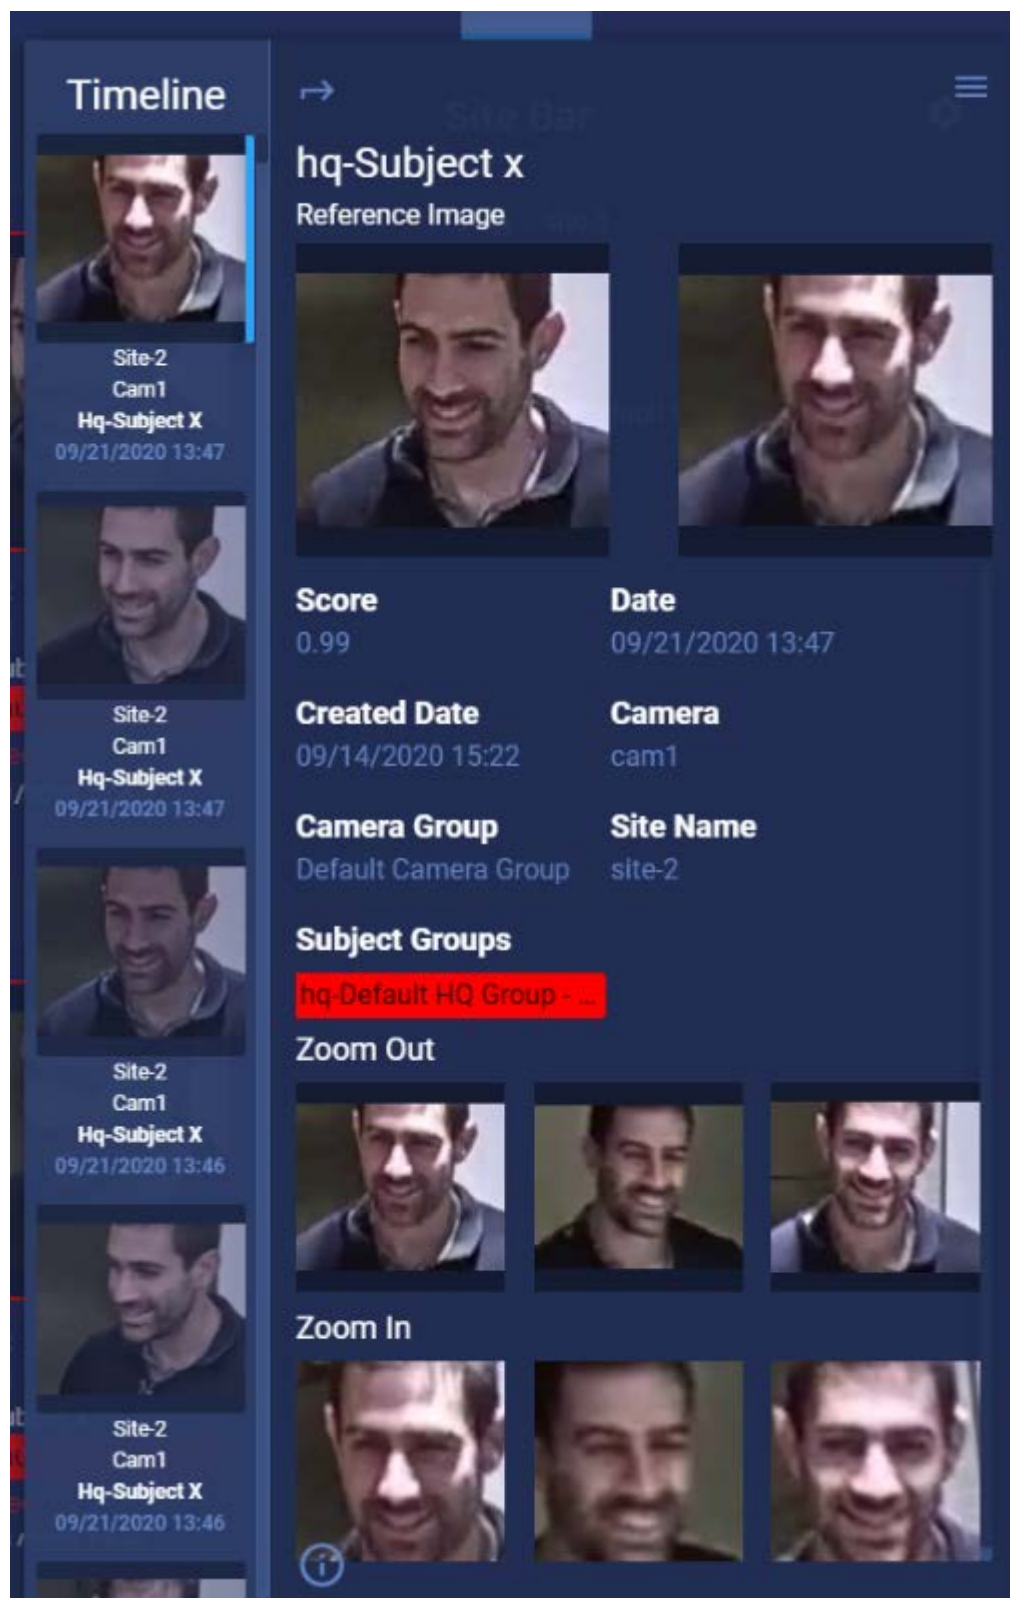 Timeline
Site-2
Cam1
Hq-Subject X
09/21/2020 13:47
Site-2
Cam1
Hq-Subject X
09/21/2020 13:47
Site-2
Cam1
Hq-Subject X
09/21/2020 13:46
Site-2
Cam1
Hq-Subject X
09/21/2020 13:46
Site Bar
hq-Subject x
Reference Image
Score Date
0.99 09/21/2020 13:47
Created Date Camera
09/14/2020 15:22 cam1
Camera Group Site Name
Default Camera Group site-2
Subject Groups
hq-Default HQ Group - ...
Zoom Out
Zoom In